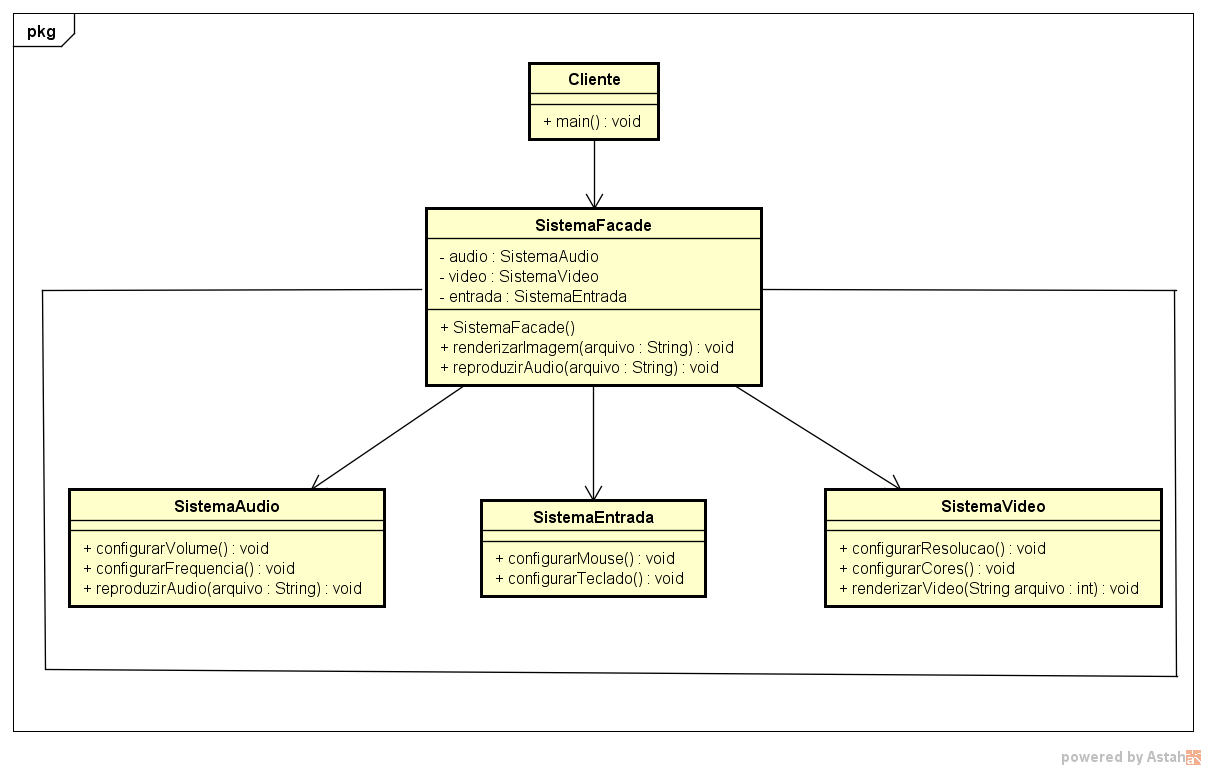 pkg
Cliente
+ main() : void
SistemaFacade
- audio : SistemaAudio
- video : SistemaVideo
- entrada : SistemaEntrada
+ SistemaFacade()
+ renderizarImagem(arquivo : String) : void
+ reproduzirAudio(arquivo : String) : void
SistemaAudio
+ configurarVolume() : void
+ configurarFrequencia() : void
+ reproduzirAudio(arquivo : String) : void
SistemaEntrada
+ configurarMouse() : void
+ configurarTeclado() : void
SistemaVideo
+ configurarResolucao() : void
+ configurarCores() : void
+ renderizarVideo(String arquivo : int) : void
powered by Astah